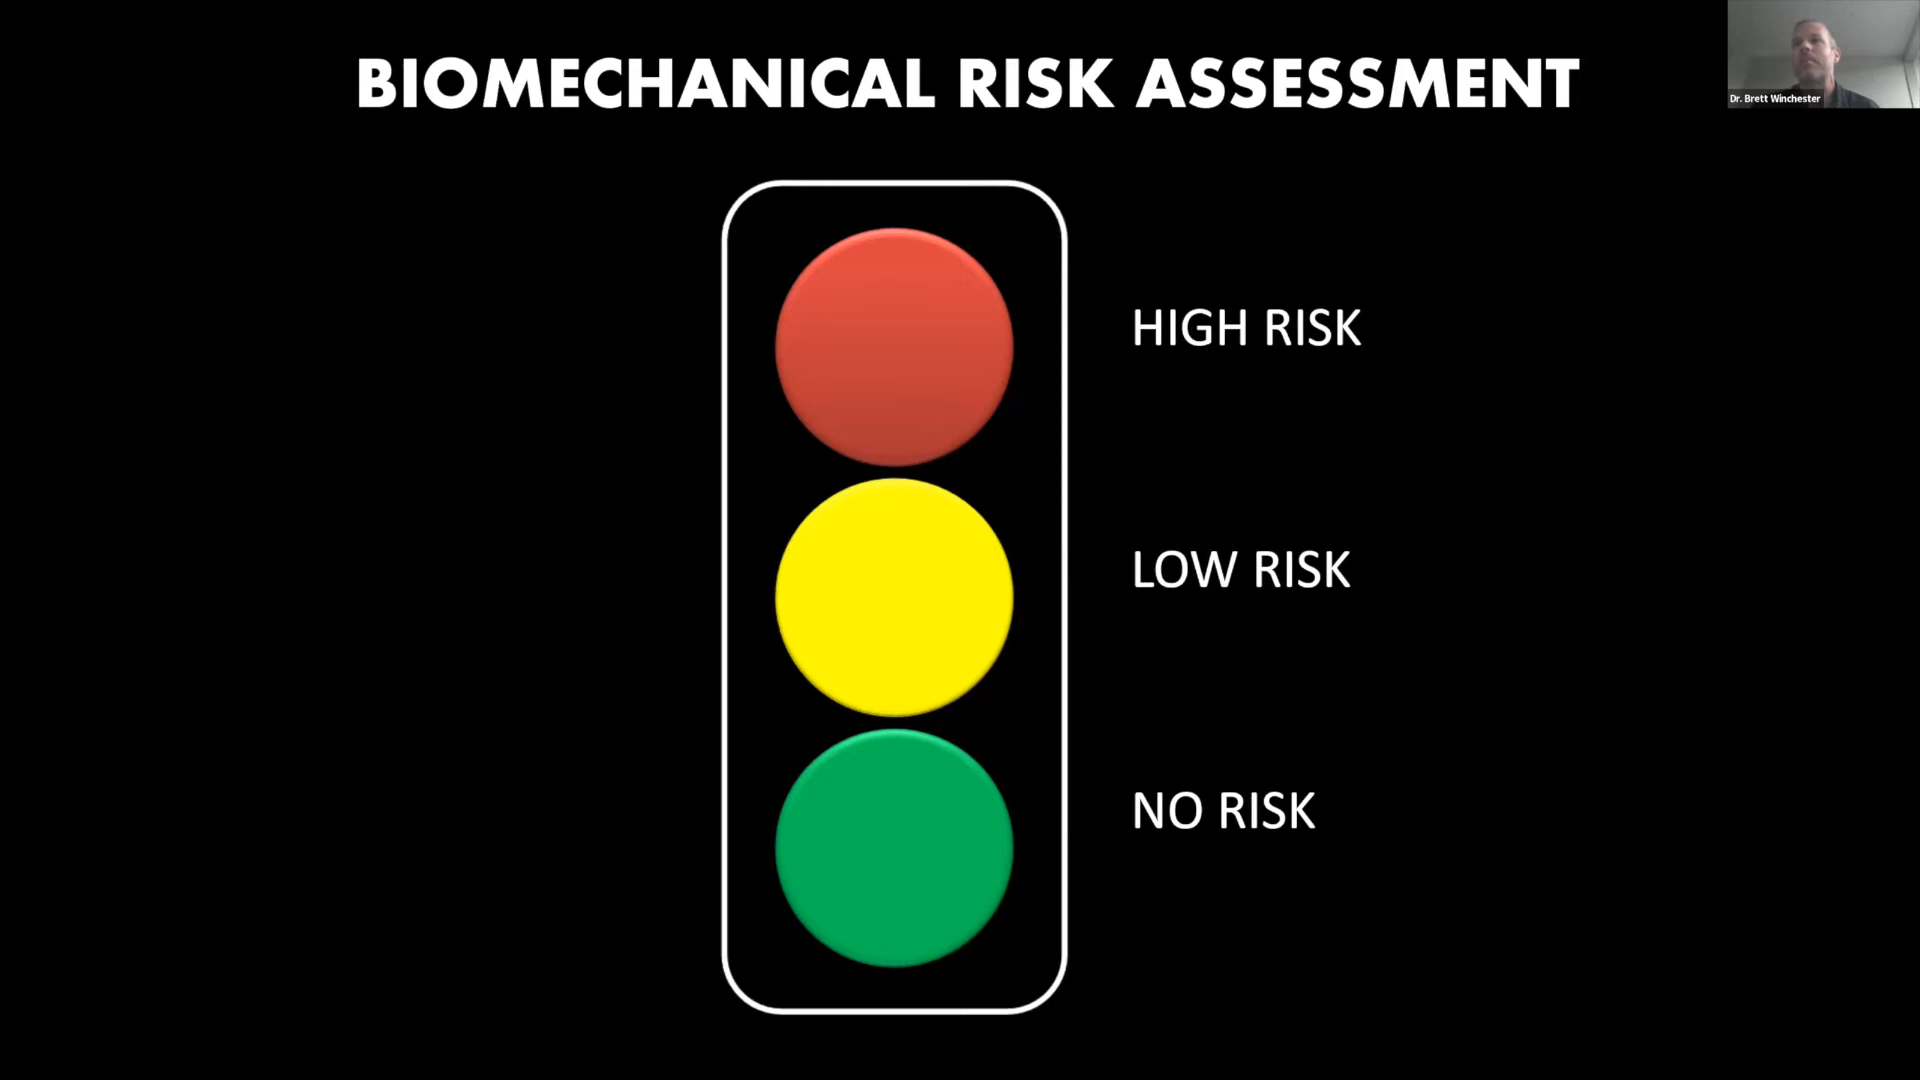 BIOMECHANICAL RISK ASSESSMENT
Dr. Brett Winchester
HIGH RISK
LOW RISK
NO RISK